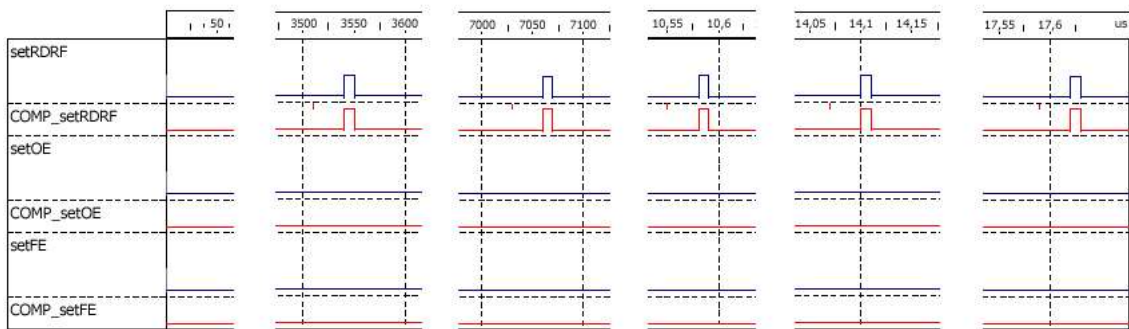 50 3500 3550 3600 7000 7050 7100 10,55 10,6 14,05 14,1 14,15 17,55 17,6 us
setRDRF
COMP_setRDRF
setOE
COMP_setOE
setFE
COMP_setFE